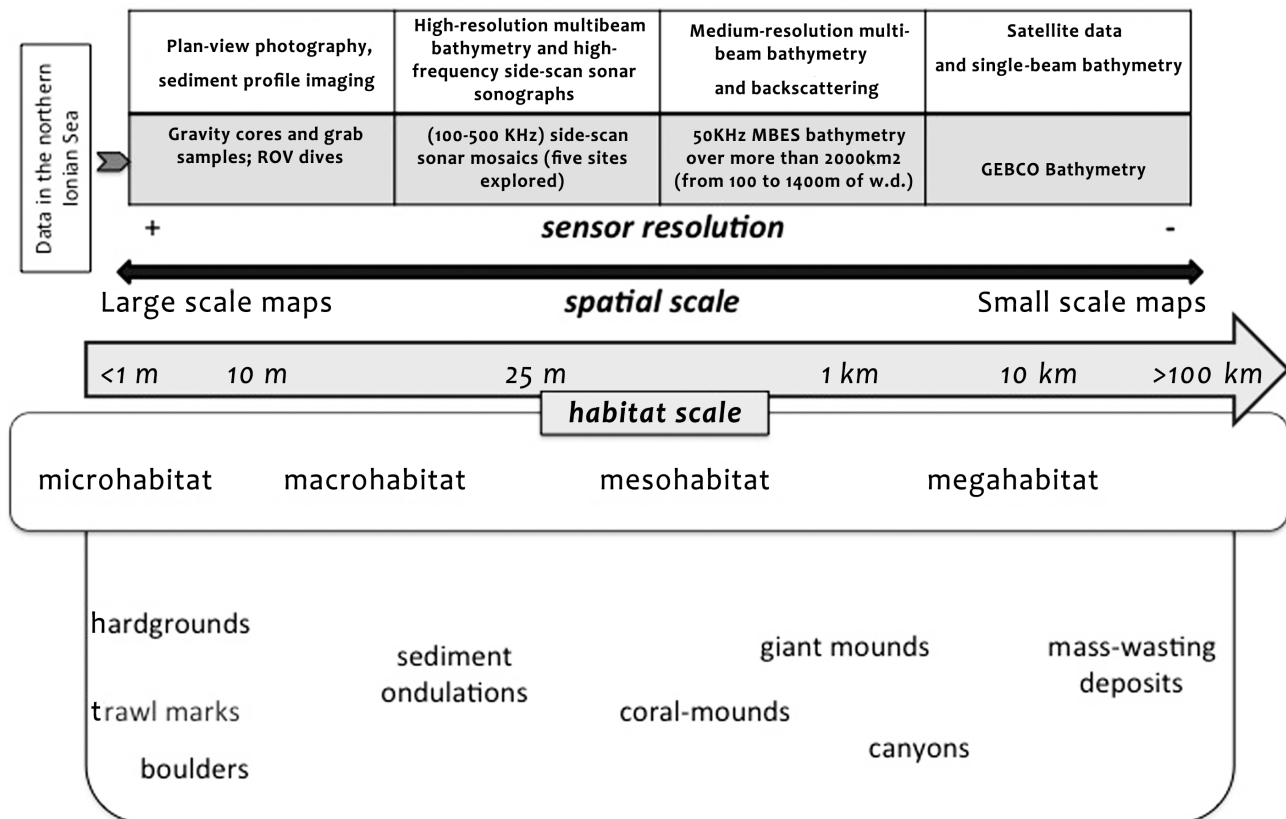 Data in the northern
Ionian Sea
Plan-view photography,
sediment profile imaging
High-resolution multibeam
bathymetry and high-
frequency side-scan sonar
sonographs
Medium-resolution multi-
beam bathymetry
and backscattering
Satellite data
and single-beam bathymetry
Gravity cores and grab
samples; ROV dives
(100-500 KHz) side-scan
sonar mosaics (five sites
explored)
50KHz MBES bathymetry
over more than 2000km2
(from 100 to 1400m of w.d.)
GEBCO Bathymetry
+ sensor resolution -
Large scale maps spatial scale Small scale maps
<1 m 10 m 25 m 1 km 10 km >100 km
habitat scale
microhabitat macrohabitat mesohabitat megahabitat
hardgrounds
sediment
ondulations
giant mounds
mass-wasting
deposits
trawl marks
coral-mounds
canyons
boulders